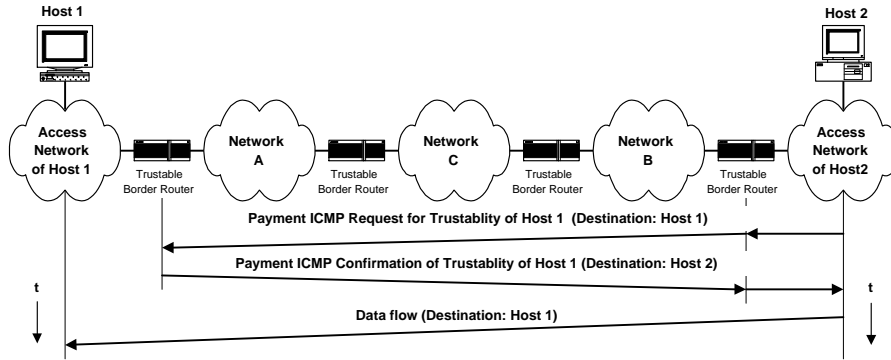 Host 1
Host 2
Access
Network
of Host 1
Network
A
Network
C
Network
B
Access
Network
of Host2
Trustable
Border Router
Trustable
Border Router
Trustable
Border Router
Trustable
Border Router
Payment ICMP Request for Trustablity of Host 1 (Destination: Host 1)
Payment ICMP Confirmation of Trustablity of Host 1 (Destination: Host 2)
t
t
Data flow (Destination: Host 1)